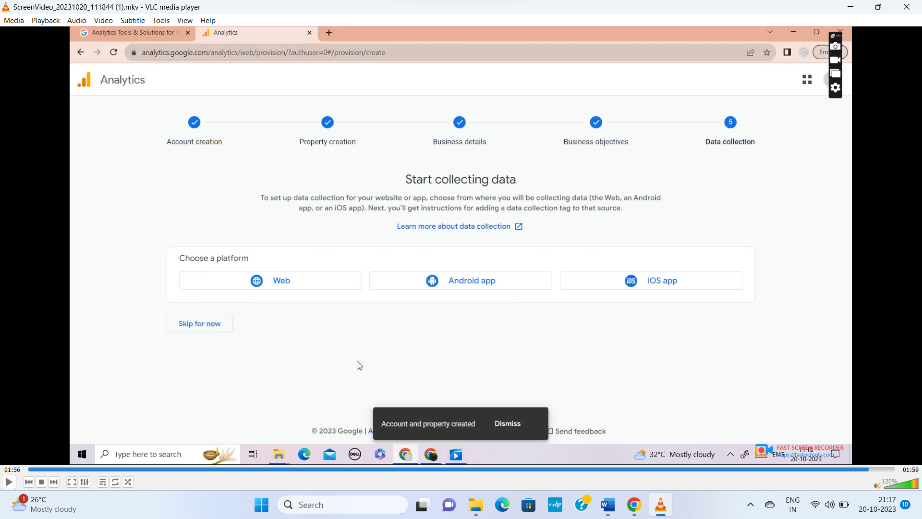 ScreenVideo_20231020_111844 (1).mkv - VLC media player
Media Playback Audio Video Subtitle Tools View Help
Analytics Tools & Solutions for
Analytics
analytics.google.com/analytics/web/provision/?authuser=0#/provision/create
Analytics
5
Account creation
Property creation
Business details
Business objectives
Data collection
Start collecting data
To set up data collection for your website or app, choose from where you will be collecting data (the Web, an Android
app, or an iOS app). Next, you'll get instructions for adding a data collection tag to that source.
Learn more about data collection
Choose a platform
Web
Android app
iOS iOS app
Skip for now
Account and property created Dismiss
© 2023 Google
Send feedback
Type here to search
DELL
32°C Mostly cloudy
ENG
FAST SCREEN RECORDER
20-10-2023
01:56
01:59
120%
26°C
Mostly cloudy
Search
ENG
IN
21:17
20-10-2023
10